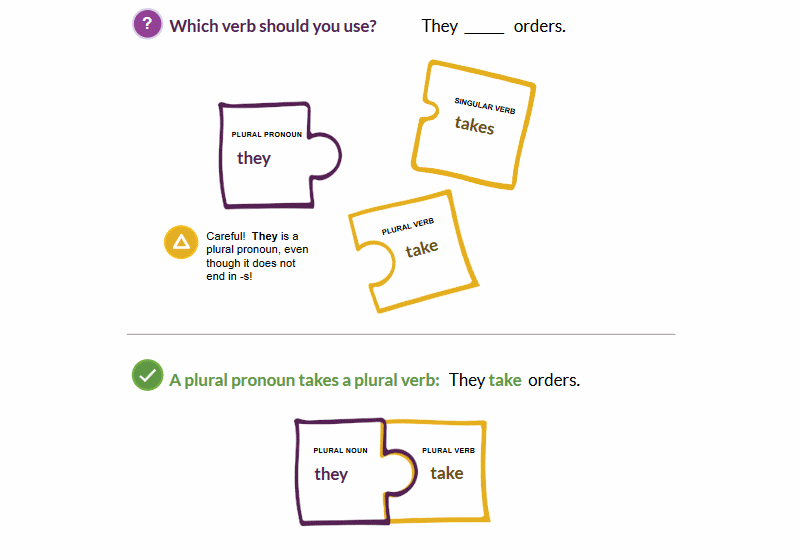 ?
Which verb should you use? They _____ orders.
SINGULAR VERB
takes
PLURAL PRONOUN
they
PLURAL VERB
take
Careful! They is a
plural pronoun, even
though it does not
end in -s!
A plural pronoun takes a plural verb: They take orders.
PLURAL NOUN
they
PLURAL VERB
take